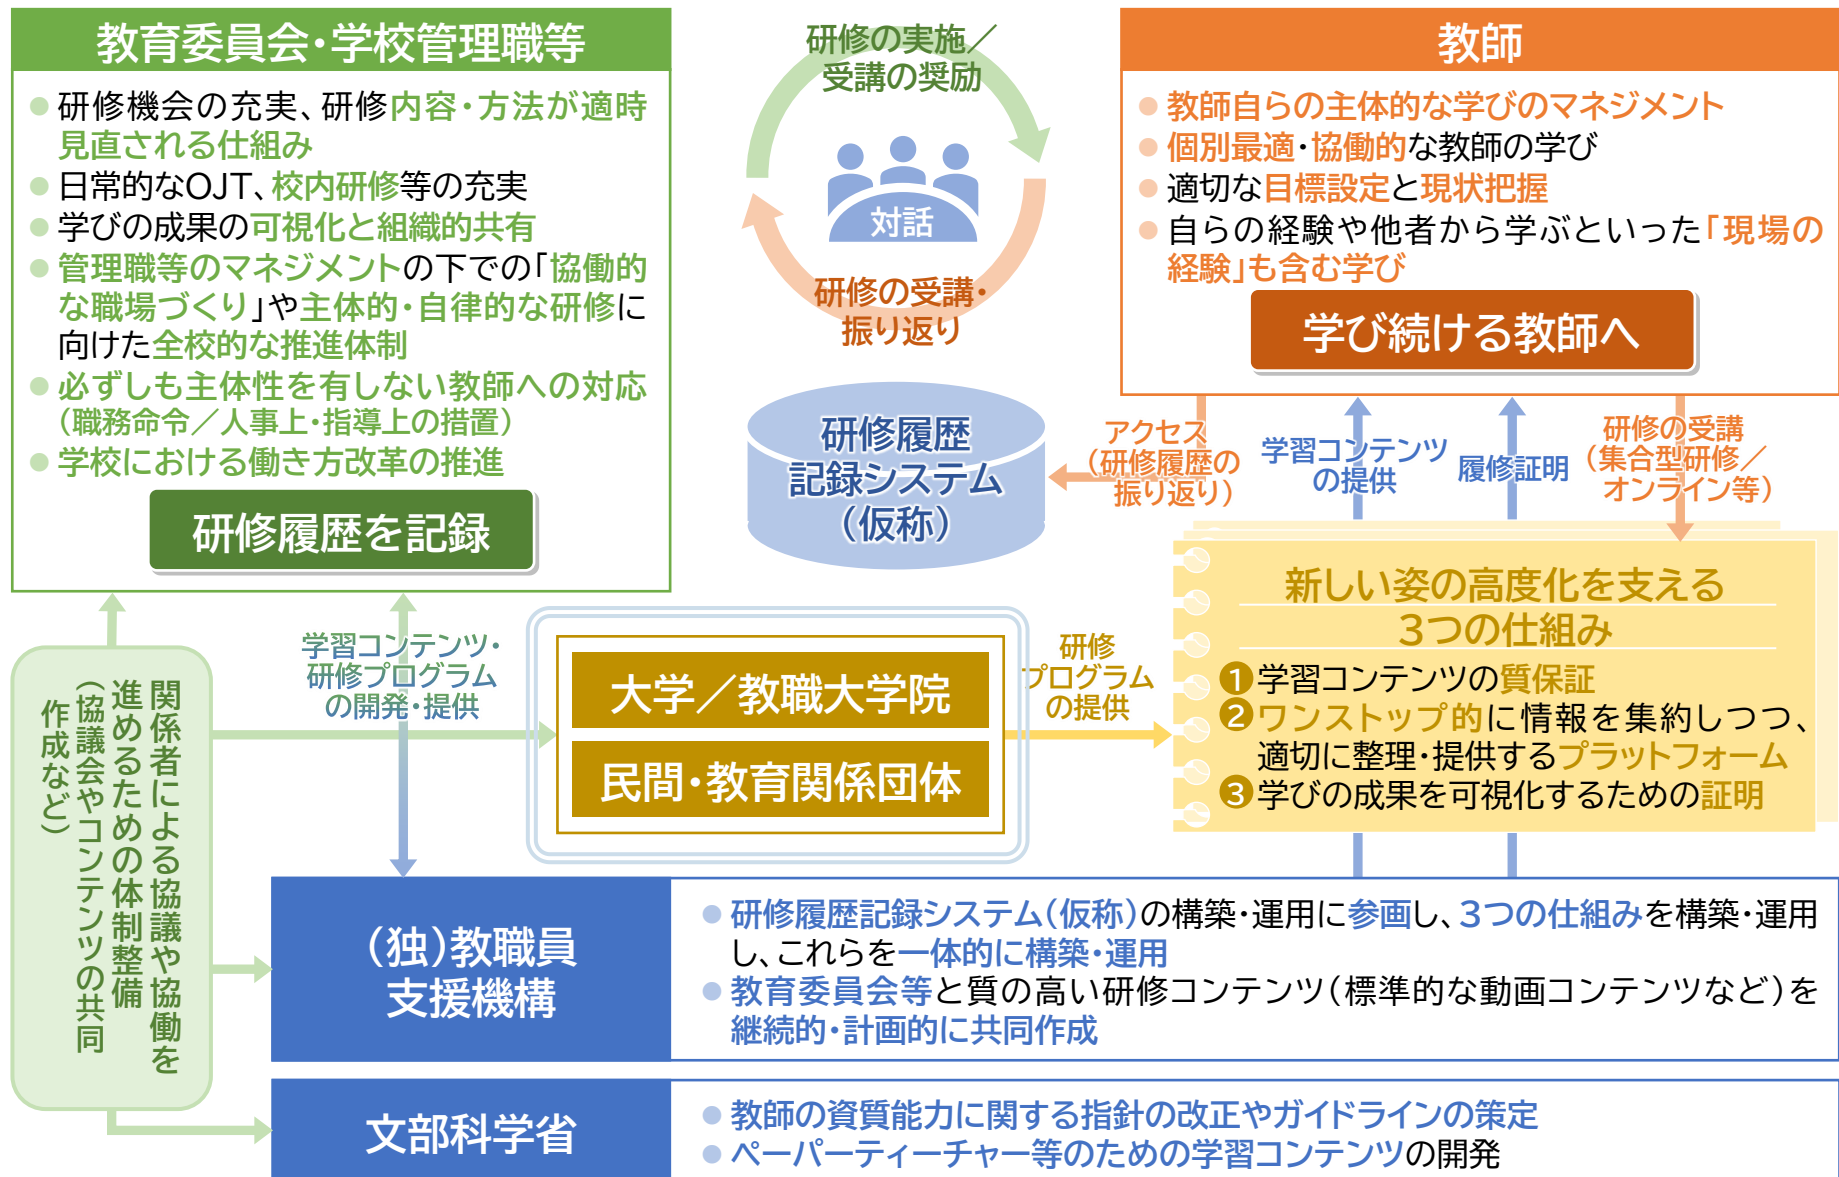 教育委員会・学校管理職等
研修機会の充実、研修内容・方法が適時
見直される仕組み
日常的なOJT、校内研修等の充実
学びの成果の可視化と組織的共有
管理職等のマネジメントの下での「協働的
な職場づくり」や主体的・自律的な研修に
向けた全校的な推進体制
必ずしも主体性を有しない教師への対応
（職務命令／人事上・指導上の措置）
学校における働き方改革の推進
研修履歴を記録
研修の実施／
受講の奨励
対話
研修の受講・
振り返り
研修履歴
記録システム
（仮称）
教師
教師自らの主体的な学びのマネジメント
個別最適・協働的な教師の学び
適切な目標設定と現状把握
自らの経験や他者から学ぶといった「現場の
経験」も含む学び
学び続ける教師へ
アクセス
（研修履歴の
振り返り）
学習コンテンツ
の提供
履修証明
研修の受講
（集合型研修／
オンライン等）
関係者による協議や協働を
進めるための体制整備
（協議会やコンテンツの共同
作成など）
学習コンテンツ・
研修プログラム
の開発・提供
大学／教職大学院
民間・教育関係団体
研修
プログラム
の提供
新しい姿の高度化を支える
3つの仕組み
❶学習コンテンツの質保証
❷ワンストップ的に情報を集約しつつ、
適切に整理・提供するプラットフォーム
❸学びの成果を可視化するための証明
（独）教職員
支援機構
研修履歴記録システム（仮称）の構築・運用に参画し、3つの仕組みを構築・運用
し、これらを一体的に構築・運用
教育委員会等と質の高い研修コンテンツ（標準的な動画コンテンツなど）を
継続的・計画的に共同作成
文部科学省
教師の資質能力に関する指針の改正やガイドラインの策定
ペーパーティーチャー等のための学習コンテンツの開発